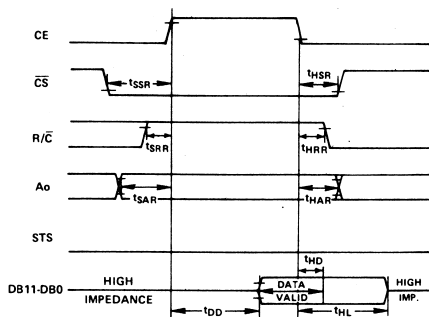 CE
CS
tSSR
tHSR
R/C
tSRR
tHRR
Ao
tSAR
tHAR
STS
tHD
DB11-DB0
HIGH
IMPEDANCE
DATA
VALID
HIGH
IMP.
tDD
tHL